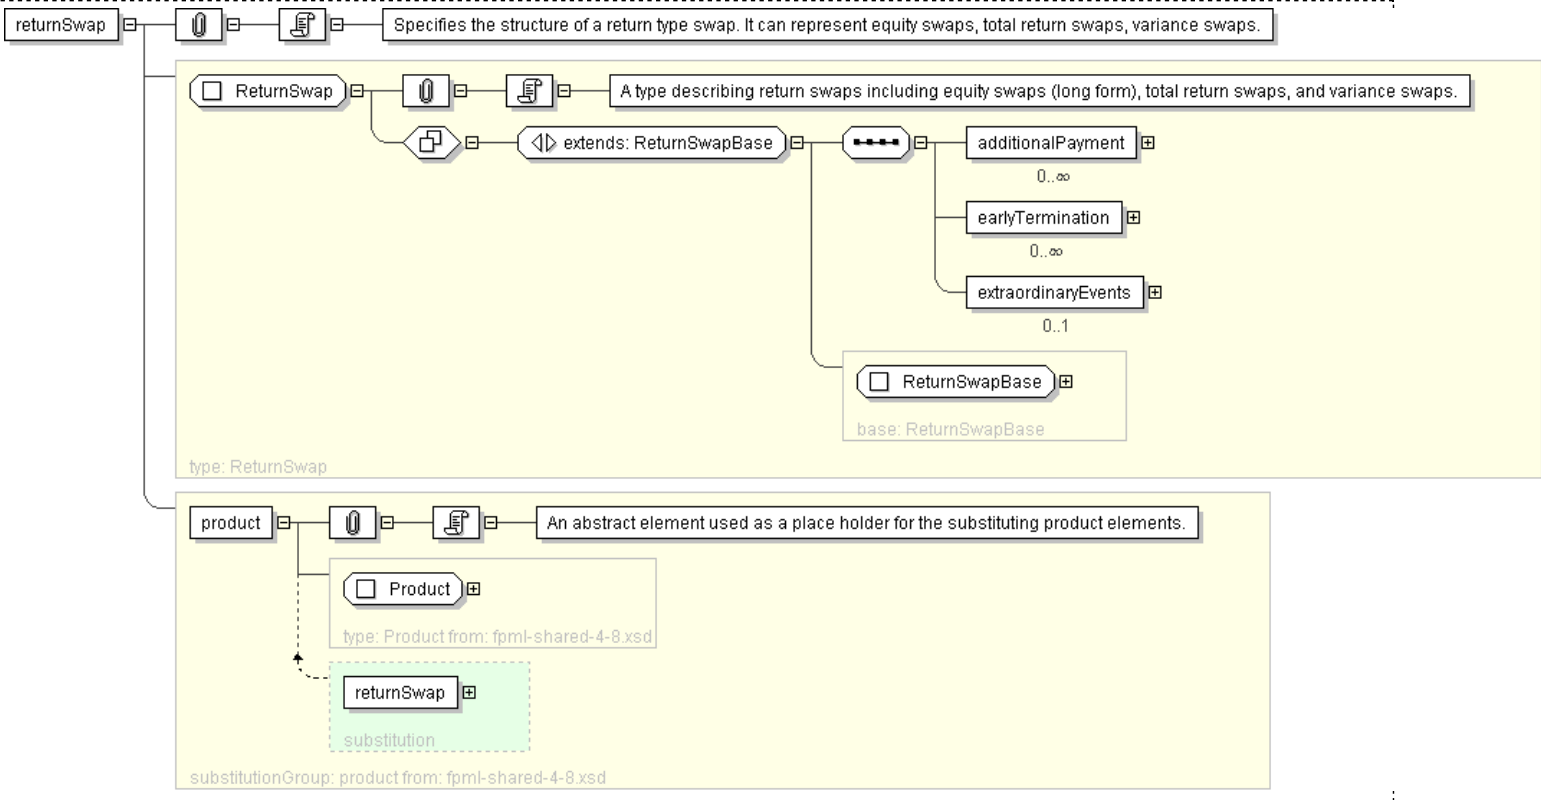 returnSwap
Specifies the structure of a return type swap. It can represent equity swaps, total return swaps, variance swaps.
ReturnSwap
A type describing return swaps including equity swaps (long form), total return swaps, and variance swaps.
extends: ReturnSwapBase
additionalPayment
0..∞
earlyTermination
0..∞
extraordinaryEvents
0..1
ReturnSwapBase
base: ReturnSwapBase
type: ReturnSwap
product
An abstract element used as a place holder for the substituting product elements.
Product
type: Product from: fpml-shared-4-8.xsd
returnSwap
substitution
substitutionGroup: product from: fpml-shared-4-8.xsd